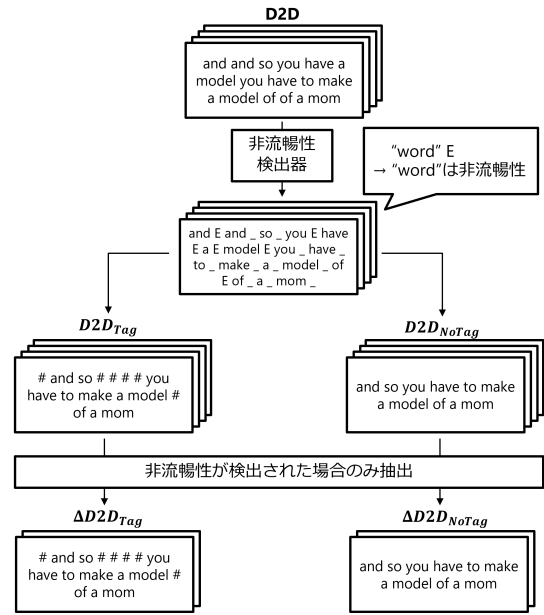 D2D
and and so you have a
model you have to make
a model of of a mom
非流暢性
検出器
“word” E
→ “word”は非流暢性
and E and _ so _ you E have
E a E model E you _ have _
to _ make _ a _ model _ of
E of _ a _ mom _
D2D_Tag
D2D_NoTag
# and so # # # # you
have to make a model #
of a mom
and so you have to make
a model of a mom
非流暢性が検出された場合のみ抽出
ΔD2D_Tag
ΔD2D_NoTag
# and so # # # # you
have to make a model #
of a mom
and so you have to make
a model of a mom